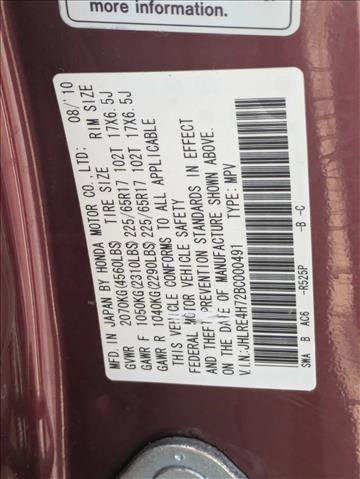 more information.
MFD. IN JAPAN BY HONDA MOTOR CO.,LTD: 08/'10
TIRE SIZE RIM SIZE
GVWR 2070KG(4560LBS)
GAWR F 1050KG(2310LBS) 225/65R17 102T 17X6.5J
GAWR R 1040KG(2290LBS) 225/65R17 102T 17X6.5J
THIS VEHICLE CONFORMS TO ALL APPLICABLE
FEDERAL MOTOR VEHICLE SAFETY
AND THEFT PREVENTION STANDARDS IN EFFECT
ON THE DATE OF MANUFACTURE SHOWN ABOVE.
V.I.N: JHLRE4H72BC000491 TYPE: MPV
SWA B AC6 -R525P -B -C